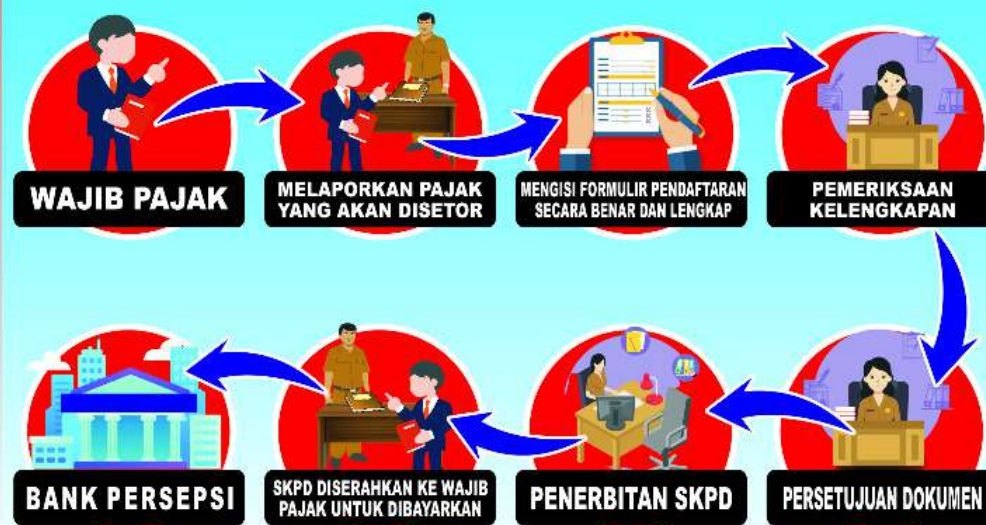 WAJIB PAJAK
MELAPORKAN PAJAK
YANG AKAN DISETOR
MENGISI FORMULIR PENDAFTARAN
SECARA BENAR DAN LENGKAP
PEMERIKSAAN
KELENGKAPAN
PERSETUJUAN DOKUMEN
PENERBITAN SKPD
SKPD DISERAHKAN KE WAJIB
PAJAK UNTUK DIBAYARKAN
BANK PERSEPSI